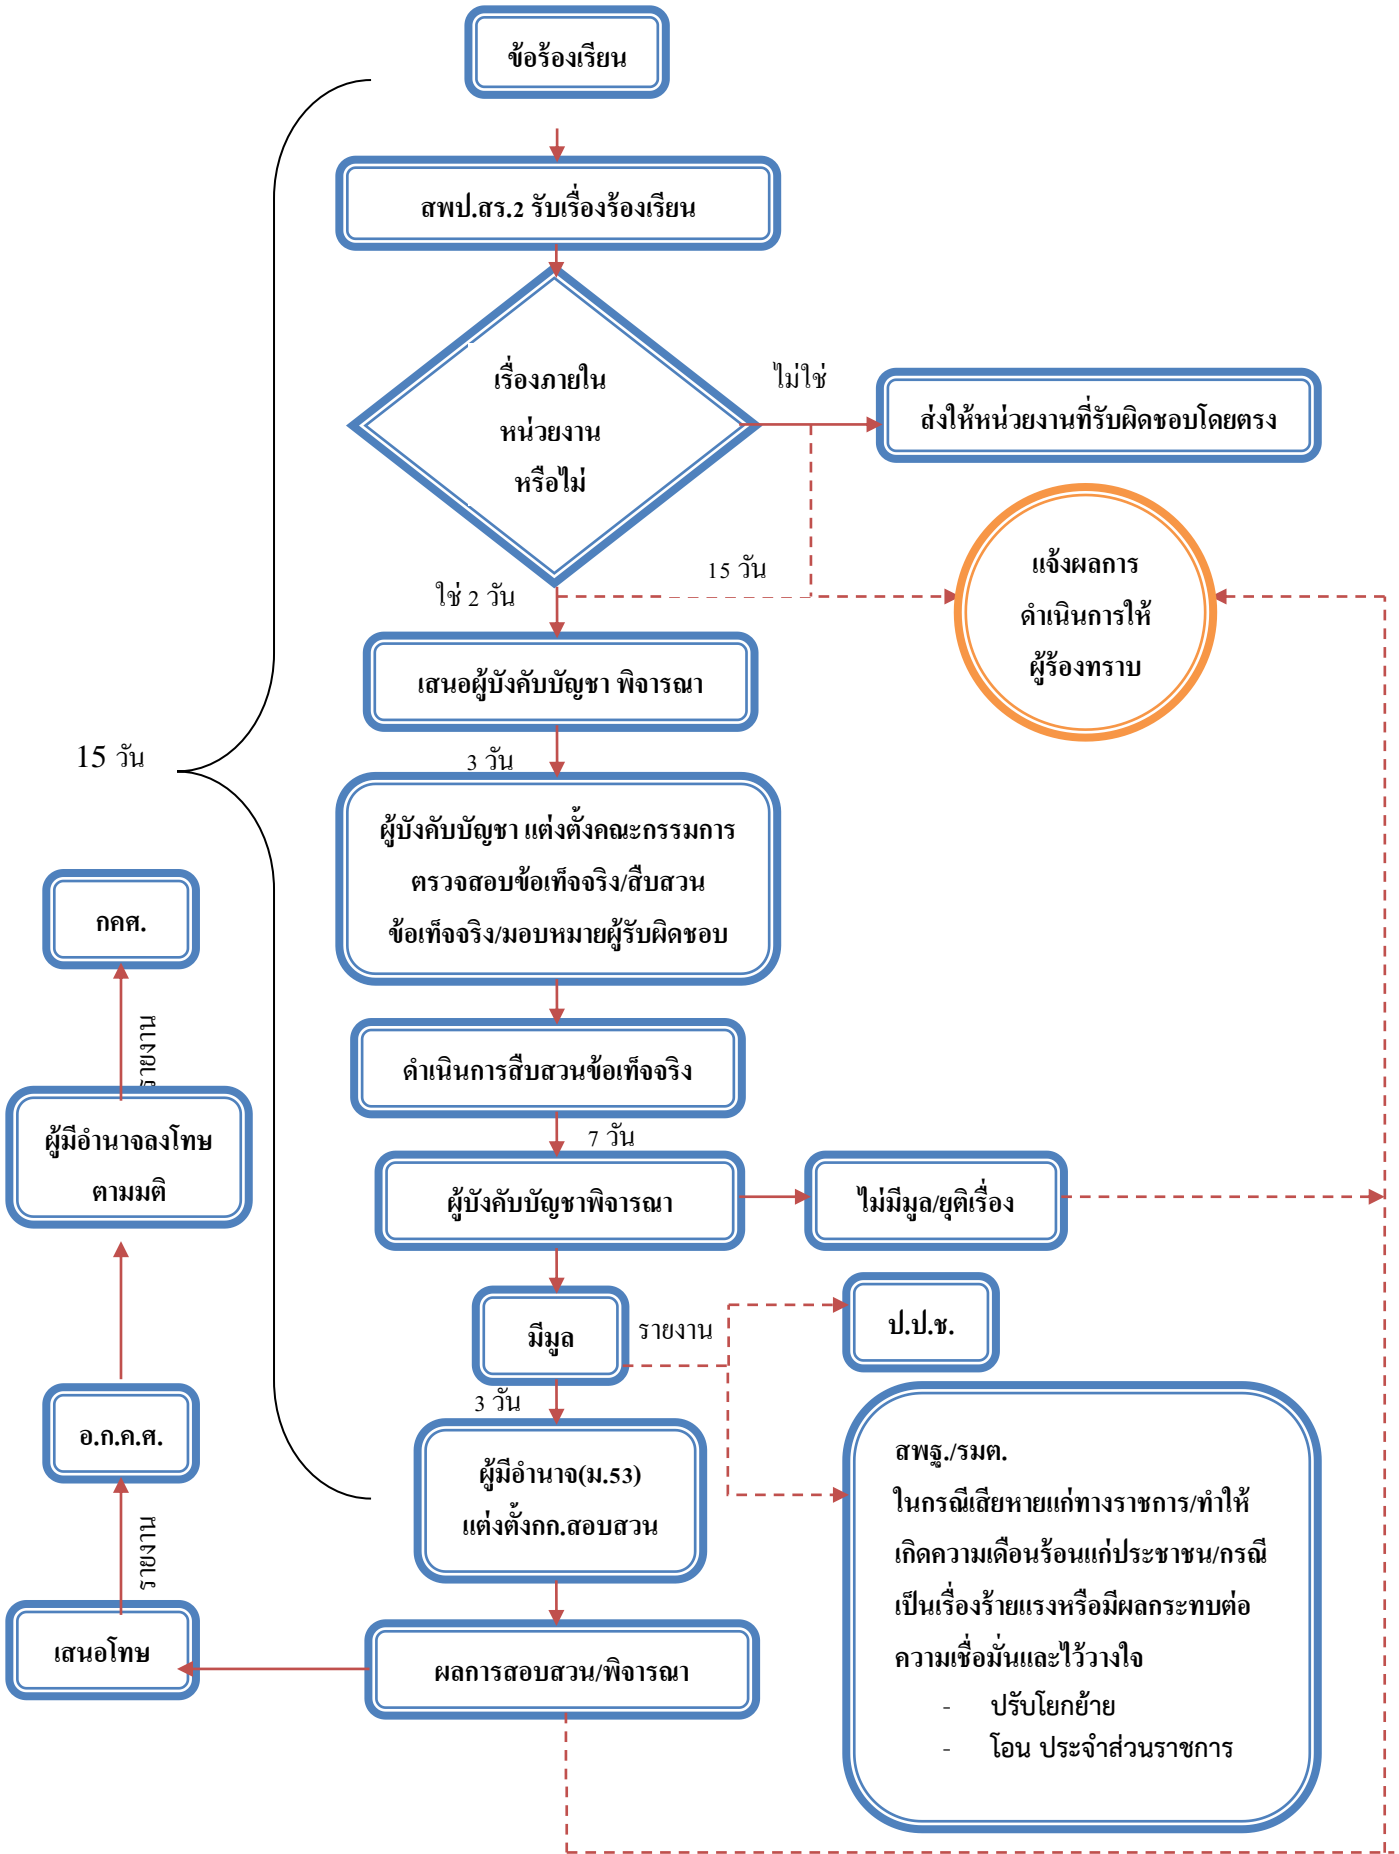 ข้อร้องเรียน
สพป.สร.2 รับเรื่องร้องเรียน
เรื่องภายใน
หน่วยงาน
หรือไม่
ไม่ใช่
ส่งให้หน่วยงานที่รับผิดชอบโดยตรง
แจ้งผลการ
ดำเนินการให้
ผู้ร้องทราบ
15 วัน
ใช่ 2 วัน
เสนอผู้บังคับบัญชา พิจารณา
15 วัน
3 วัน
ผู้บังคับบัญชา แต่งตั้งคณะกรรมการ
ตรวจสอบข้อเท็จจริง/สืบสวน
ข้อเท็จจริง/มอบหมายผู้รับผิดชอบ
กคศ.
รายงาน
ดำเนินการสืบสวนข้อเท็จจริง
ผู้มีอำนาจลงโทษ
ตามมติ
7 วัน
ผู้บังคับบัญชาพิจารณา
ไม่มีมูล/ยุติเรื่อง
มีมูล
รายงาน
ป.ป.ช.
3 วัน
อ.ก.ค.ศ.
ผู้มีอำนาจ(ม.53)
แต่งตั้งกก.สอบสวน
สพฐ./รมต.
ในกรณีเสียหายแก่ทางราชการ/ทำให้
เกิดความเดือนร้อนแก่ประชาชน/กรณี
เป็นเรื่องร้ายแรงหรือมีผลกระทบต่อ
ความเชื่อมั่นและไว้วางใจ
- ปรับโยกย้าย
- โอน ประจำส่วนราชการ
รายงาน
เสนอโทษ
ผลการสอบสวน/พิจารณา